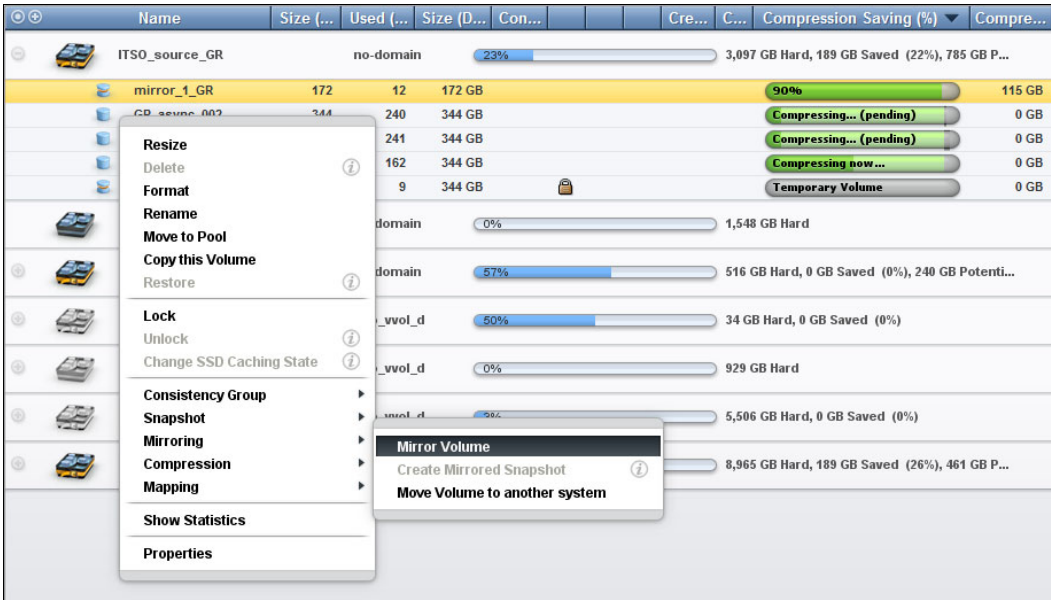 Name Size (... Used (... Size (D... Con... Cre... C... Compression Saving (%) Compre...
ITSO_source_GR no-domain 23% 3,097 GB Hard, 189 GB Saved (22%), 785 GB P...
mirror_1_GR 172 12 172 GB 90% 115 GB
GP_async_002 344 240 344 GB Compressing... (pending) 0 GB
241 344 GB Compressing... (pending) 0 GB
162 344 GB Compressing now... 0 GB
9 344 GB Temporary Volume 0 GB
domain 0% 1,548 GB Hard
domain 57% 516 GB Hard, 0 GB Saved (0%), 240 GB Potenti...
_vvol_d 50% 34 GB Hard, 0 GB Saved (0%)
_vvol_d 0% 929 GB Hard
5,506 GB Hard, 0 GB Saved (0%)
8,965 GB Hard, 189 GB Saved (26%), 461 GB P...
Resize
Delete
Format
Rename
Move to Pool
Copy this Volume
Restore
Lock
Unlock
Change SSD Caching State
Consistency Group
Snapshot
Mirroring
Compression
Mapping
Show Statistics
Properties
Mirror Volume
Create Mirrored Snapshot
Move Volume to another system